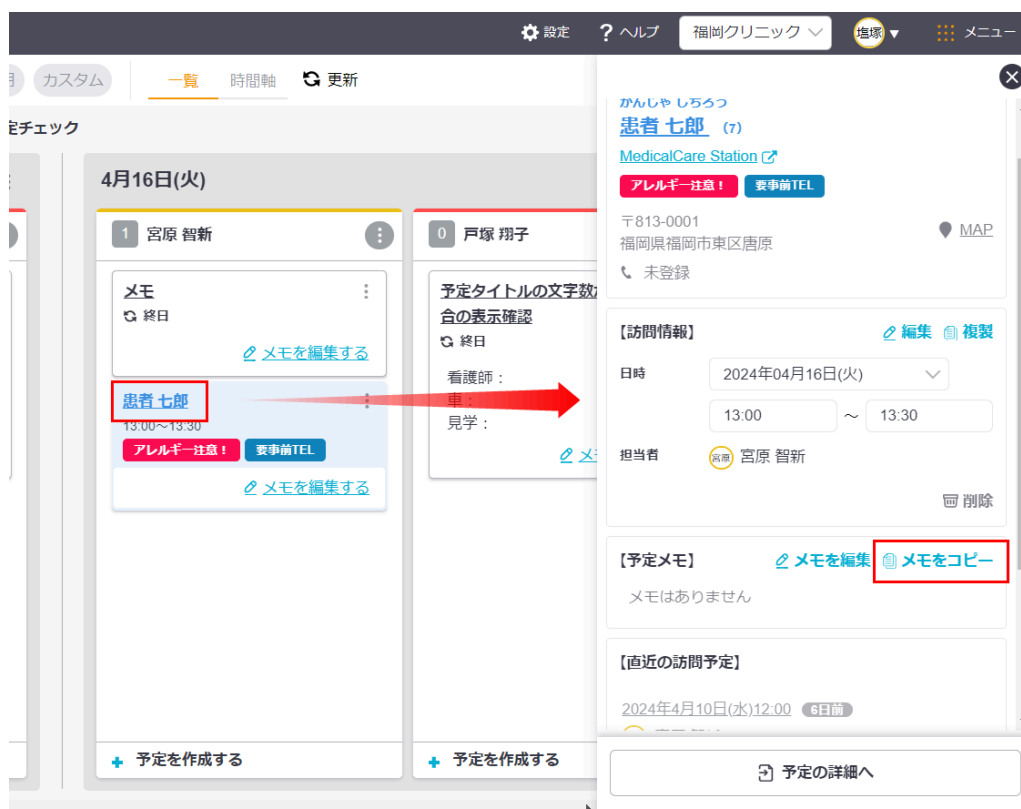 設定
ヘルプ
福岡クリニック
塩塚
メニュー
カスタム
一覧
時間軸
更新
定チェック
4月16日(火)
1 宮原 智新
0 戸塚 翔子
メモ
終日
メモを編集する
患者 七郎
13:00~13:30
アレルギー注意!
要事前TEL
メモを編集する
予定を作成する
予定タイトルの文字数
合の表示確認
終日
看護師:
車:
見学:
予定を作成する
かんじゃ しちろう
患者 七郎 (7)
MedicalCare Station
アレルギー注意!
要事前TEL
〒813-0001
福岡県福岡市東区唐原
MAP
未登録
【訪問情報】
編集
複製
日時
2024年04月16日(火)
13:00 ~ 13:30
担当者
宮原
宮原 智新
削除
【予定メモ】
メモを編集
メモをコピー
メモはありません
【直近の訪問予定】
2024年4月10日(水)12:00
6日前
予定の詳細へ